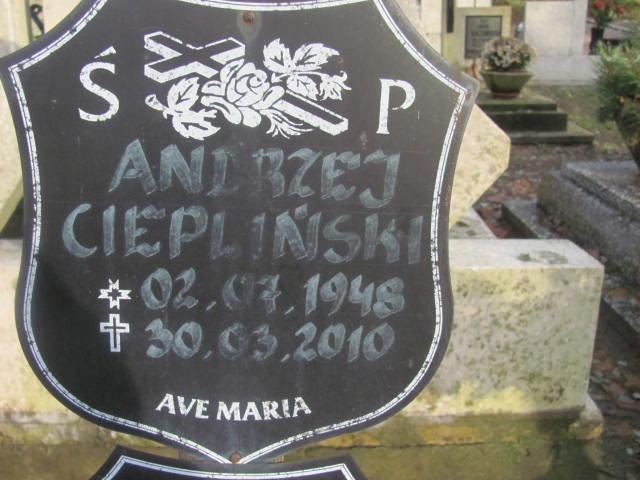 Ś P
ANDRZEJ
CIEPLIŃSKI
02.07.1948
30.03.2010
AVE MARIA